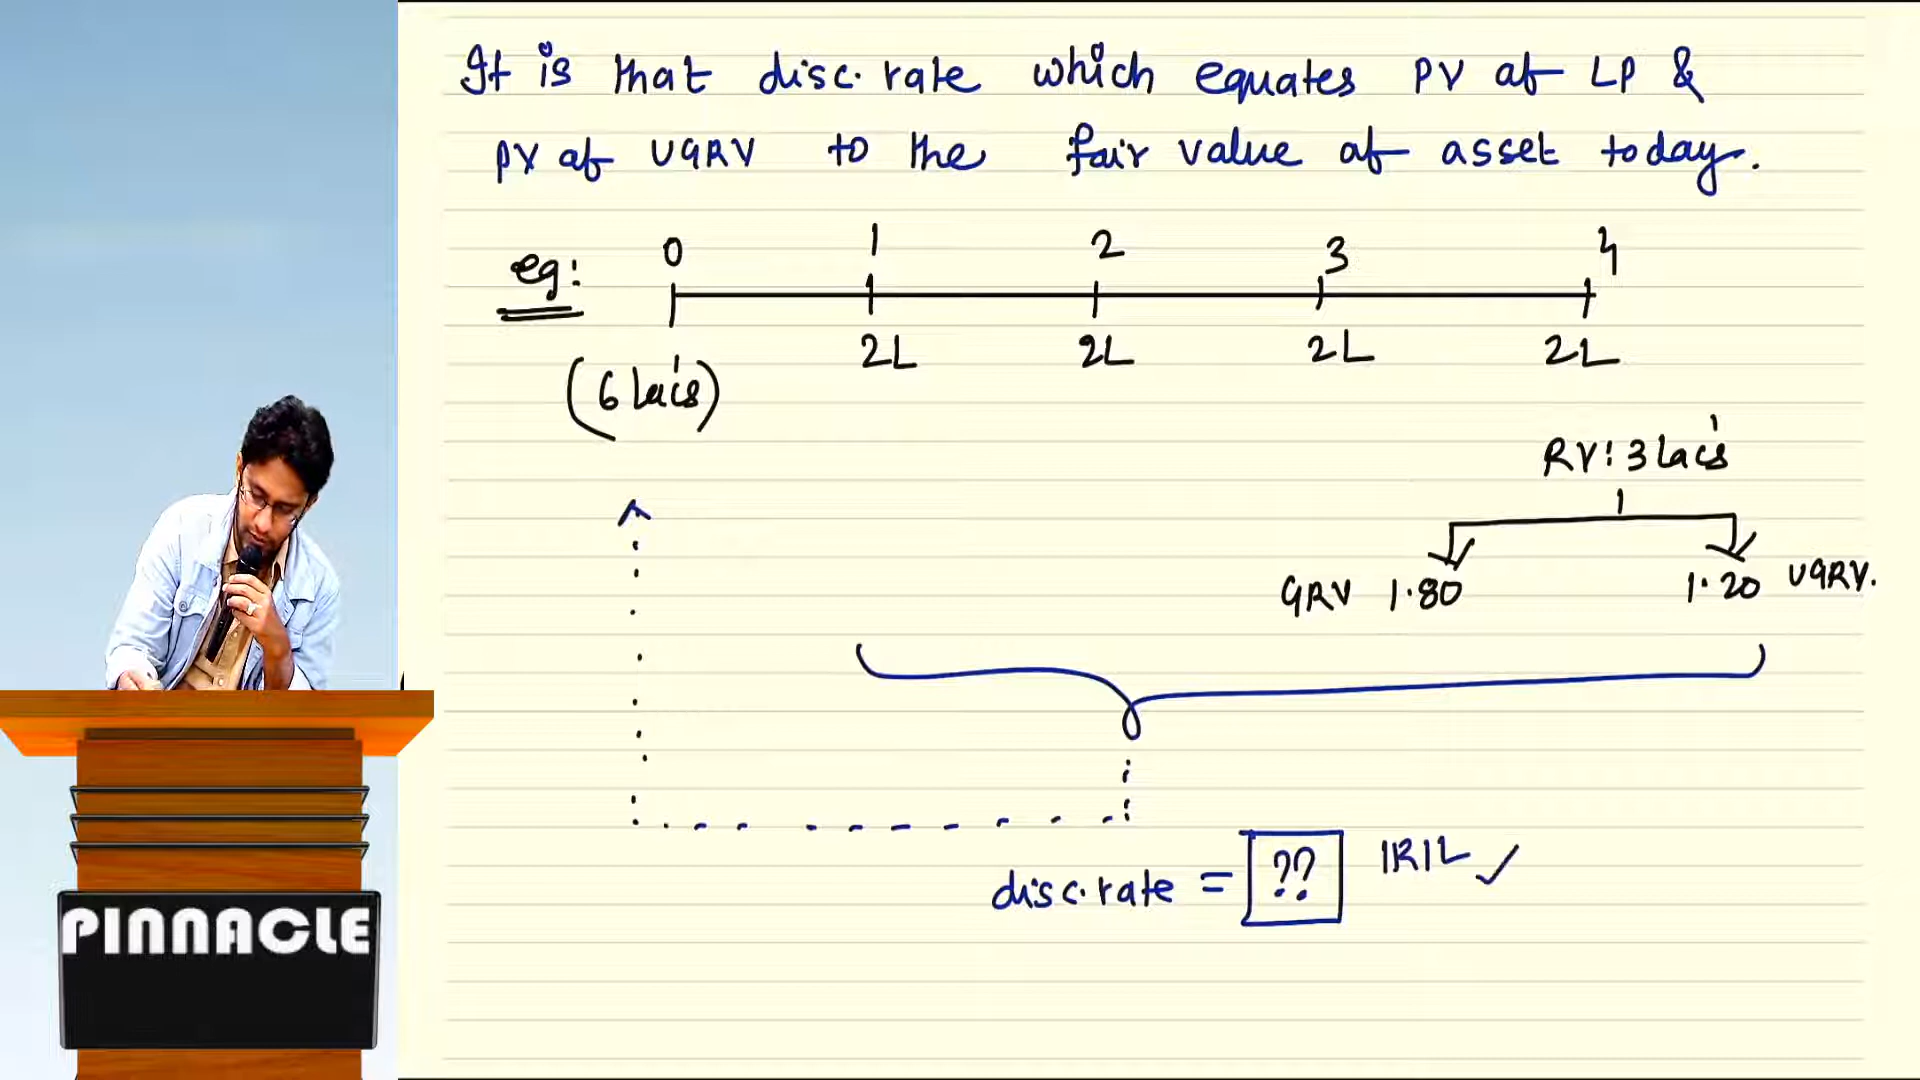 It is that disc. rate which equates PV of LP &
PV of UGRV to the fair value of asset today.
eg:
0 1 2 3 4
2L 2L 2L 2L
(6 lacs)
RV: 3 lacs
GRV 1.80 1.20 UGRV.
disc. rate = ?? IRIL ✓
PINNACLE